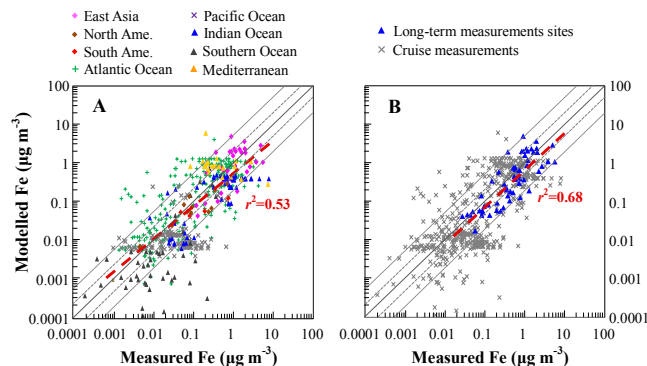 East Asia
North Ame.
South Ame.
Atlantic Ocean
Pacific Ocean
Indian Ocean
Southern Ocean
Mediterranean
Long-term measurements sites
Cruise measurements
Modelled Fe (µg m⁻³)
100
10
1
0.1
0.01
0.001
0.0001
A
r²=0.53
0.0001 0.001 0.01 0.1 1 10 100
Measured Fe (µg m⁻³)
B
r²=0.68
100
10
1
0.1
0.01
0.001
0.0001
0.0001 0.001 0.01 0.1 1 10 100
Measured Fe (µg m⁻³)